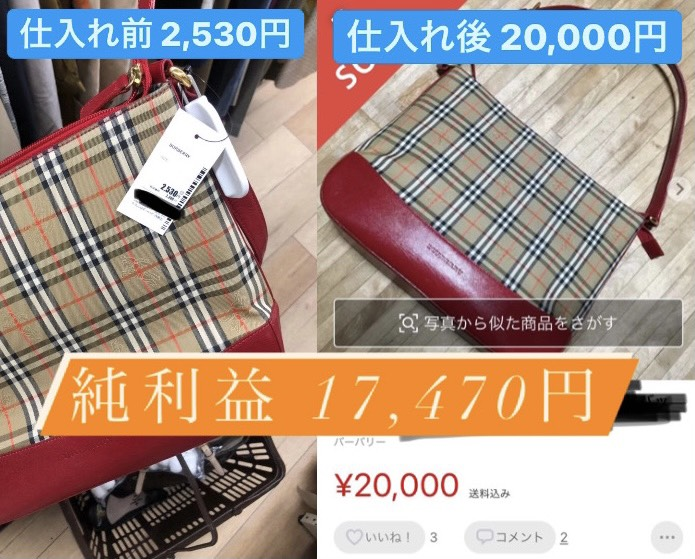 仕入れ前 2,530円
仕入れ後 20,000円
BURBERRY
2,530
写真から似た商品をさがす
純利益 17,470円
バーバリー
¥20,000 送料込み
いいね！ 3 コメント 2